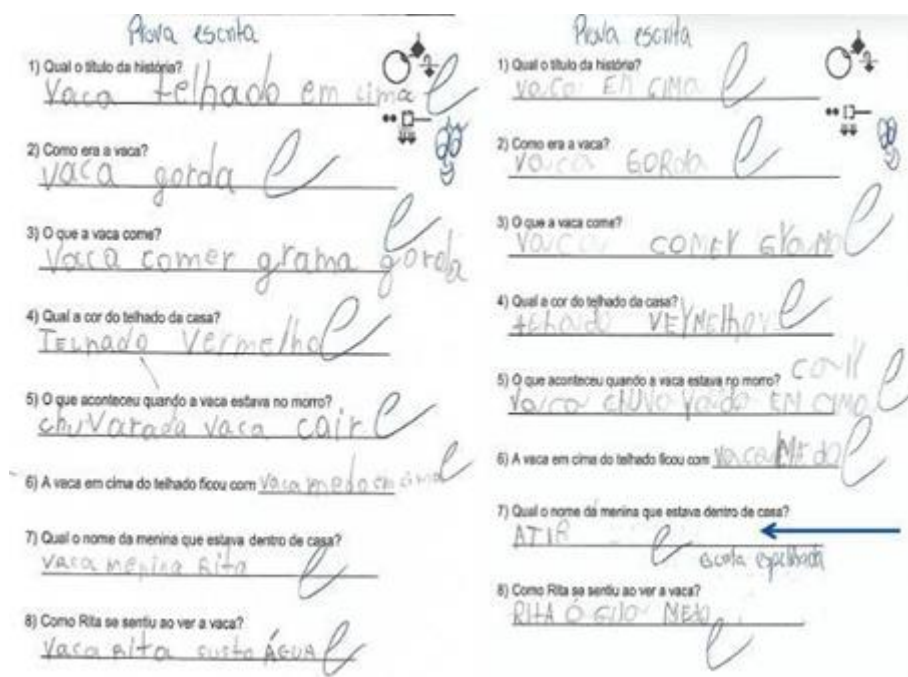 Prova escrita
1) Qual o título da história?
Vaca telhado em cima
2) Como era a vaca?
vaca gorda
3) O que a vaca come?
Vaca comer grama gorda
4) Qual a cor do telhado da casa?
TELHADO vermelho
5) O que aconteceu quando a vaca estava no morro?
chuVarada vaca cair
6) A vaca em cima do telhado ficou com vaca medo em cima
7) Qual o nome da menina que estava dentro de casa?
vaca menina Rita
8) Como Rita se sentiu ao ver a vaca?
Vaca Rita susto ÁGUA
Prova escrita
1) Qual o título da história?
vaca EM CIMA
2) Como era a vaca?
vaca GORDA
3) O que a vaca come?
vaca COMER GRAMA
4) Qual a cor do telhado da casa?
telhado VERMELHO
5) O que aconteceu quando a vaca estava no morro?
vaca EM CIMA
6) A vaca em cima do telhado ficou com vaca MEDO
7) Qual o nome da menina que estava dentro de casa?
ATIR
escrita espelhada
8) Como Rita se sentiu ao ver a vaca?
RITA MEDO